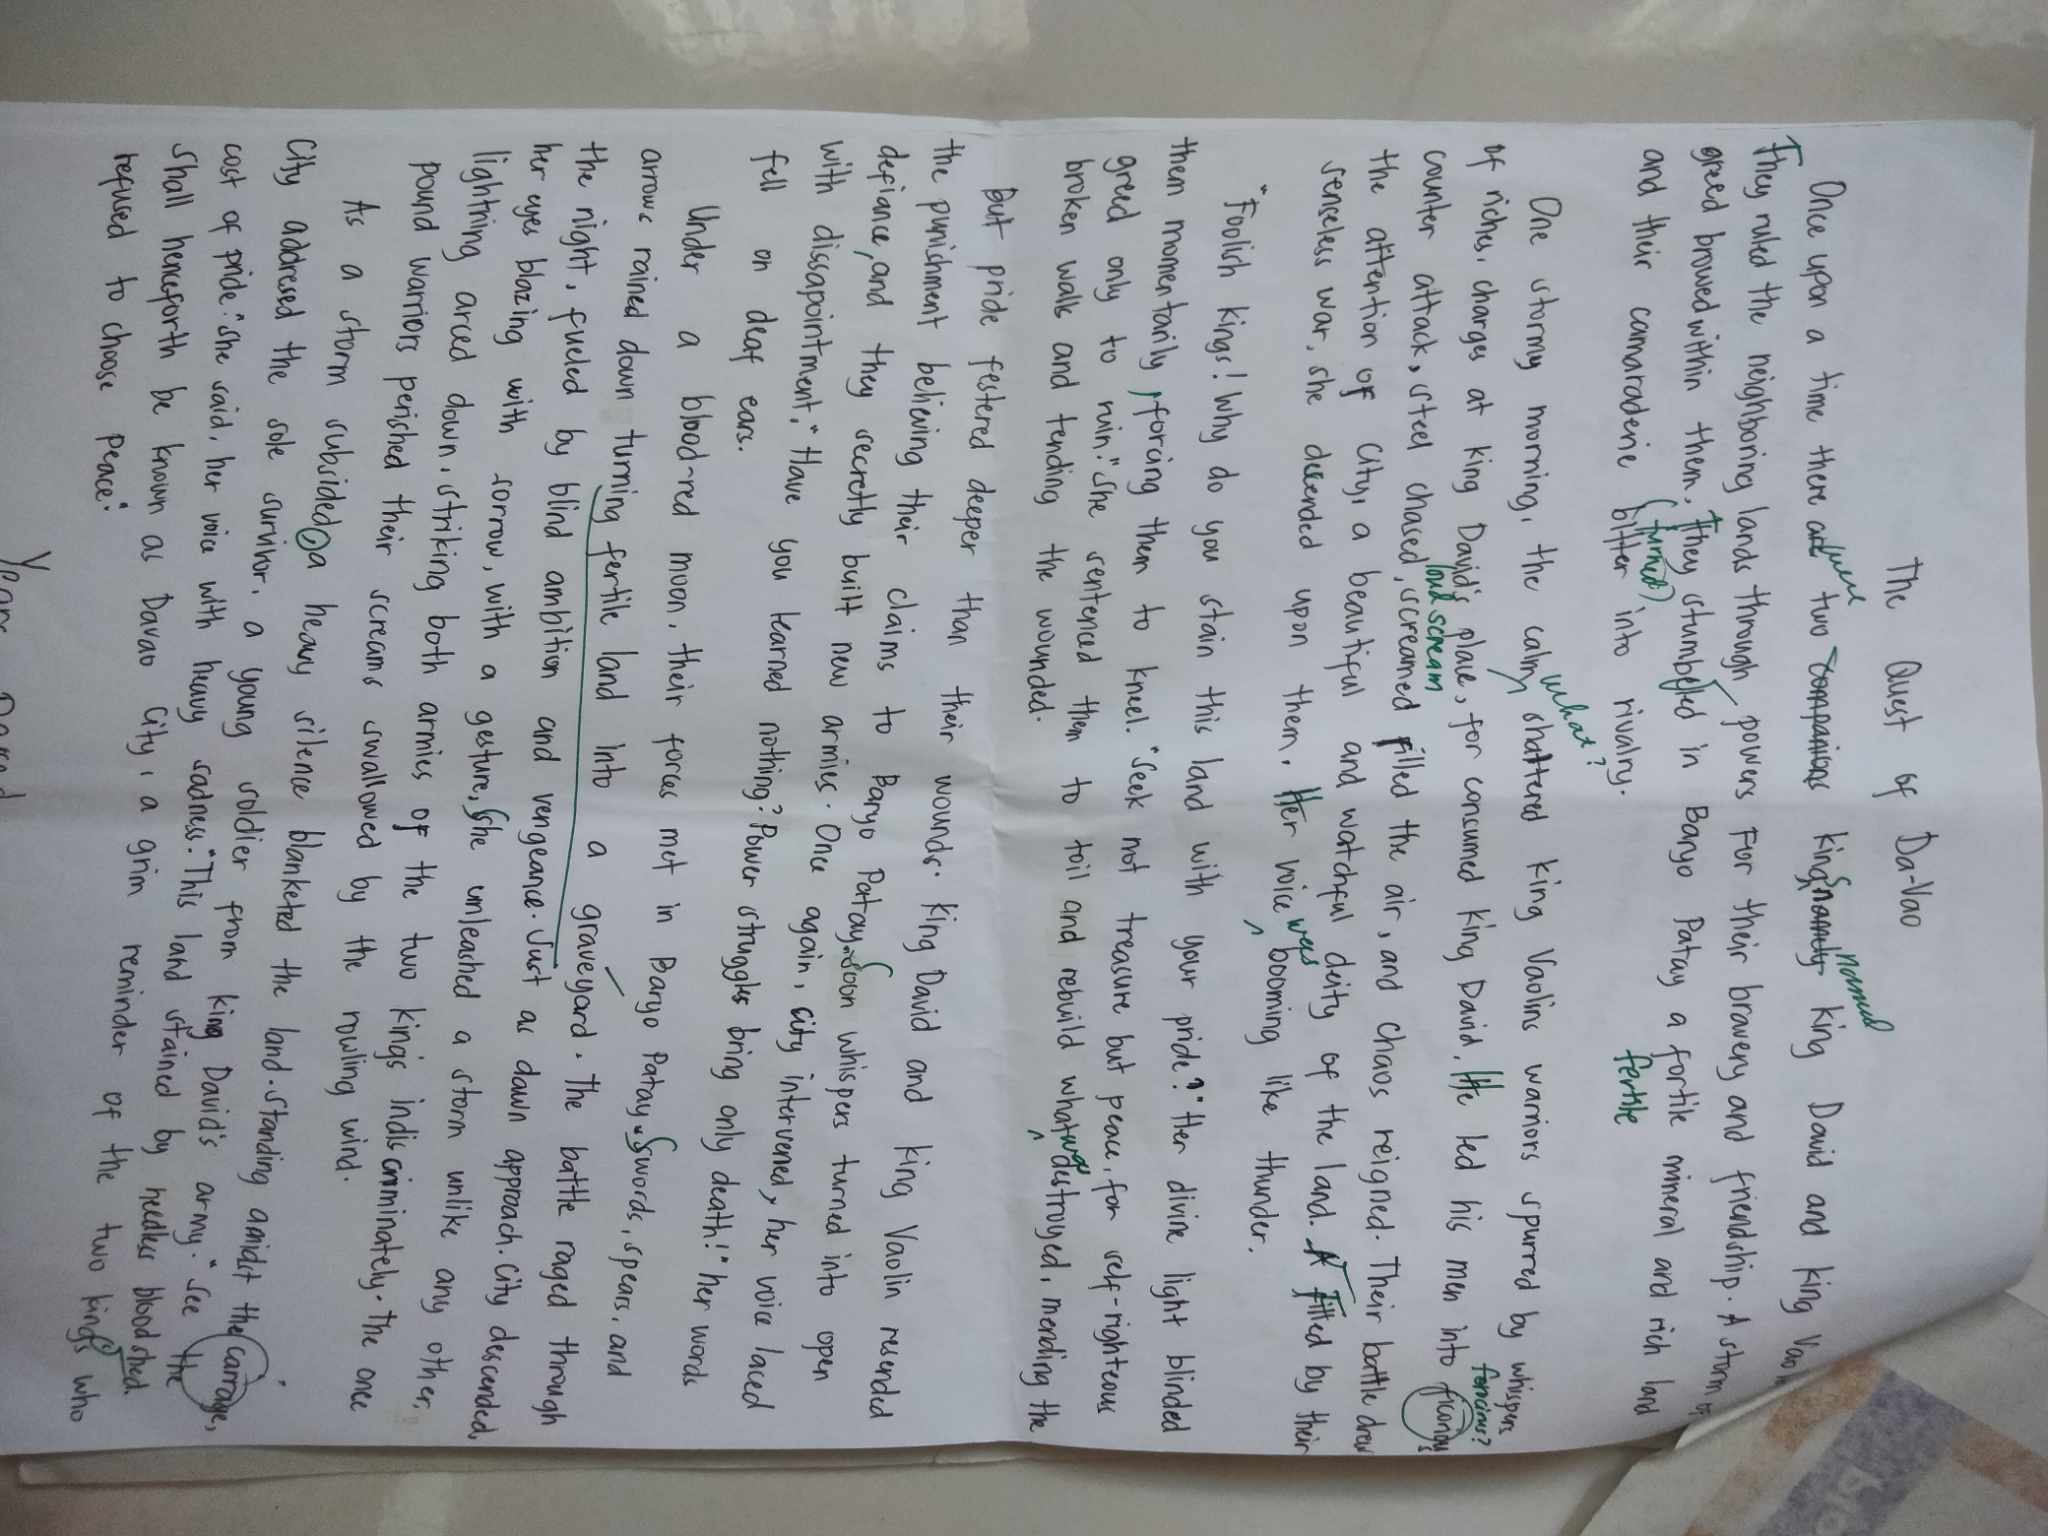 The Quest of Da-Vao
Once upon a time there are were two companions kings namely named king David and king Vaolin
They ruled the neighboring lands through powers For their bravery and friendship. A storm of
greed browed within them. They stumbelled in Baryo Patay a fortile mineral and rich land
fertile
and their camaraderie (turned) bitter into rivalry.
what?
One stormy morning, the calm shattered King Vaolins warriors spurred by whispers
of riches, charges at king David's place, for consumed king David. He led his men into ficorious
ferocious?
loud scream
counter attack, steel chased, screamed filled the air, and chaos reigned. Their battle drew
the attention of City, a beautiful and watchful deity of the land. A Filled by their
senseless war, she descended upon them. Her voice was booming like thunder.
"Foolish kings! Why do you stain this land with your pride?" Her divine light blinded
them momentarily, forcing them to kneel. "Seek not treasure but peace, for self-righteous
greed only to ruin." She sentenced them to toil and rebuild what was destroyed, mending the
broken walls and tending the wounded.
But pride festered deeper than their wounds. King David and king Vaolin resended
the punishment believing their claims to Baryo Patay. Soon whispers turned into open
defiance, and they secretly built new armies. Once again, City intervened, her voice laced
with dissapointment. "Have you learned nothing? Power struggles bring only death!" her words
fell on deaf ears.
Under a blood-red moon, their forces met in Baryo Patay. Swords, spears, and
arrows rained down turning fertile land into a graveyard. The battle raged through
the night, fueled by blind ambition and vengeance. Just as dawn approach. City descended,
her eyes blazing with sorrow, with a gesture, She unleashed a storm unlike any other,
lightning arced down, striking both armies of the two kings indiscriminately. The one
pound warriors perished their screams swallowed by the howling wind.
As a storm subsided, a heavy silence blanketed the land. Standing amidst the carrage,
City addresed the sole survivor, a young soldier from king David's army. "See the
cost of pride." she said, her voice with heavy sadness. "This land stained by needless bloodshed
shall henceforth be known as Davao City, a grim reminder of the two kings who
refused to choose peace".